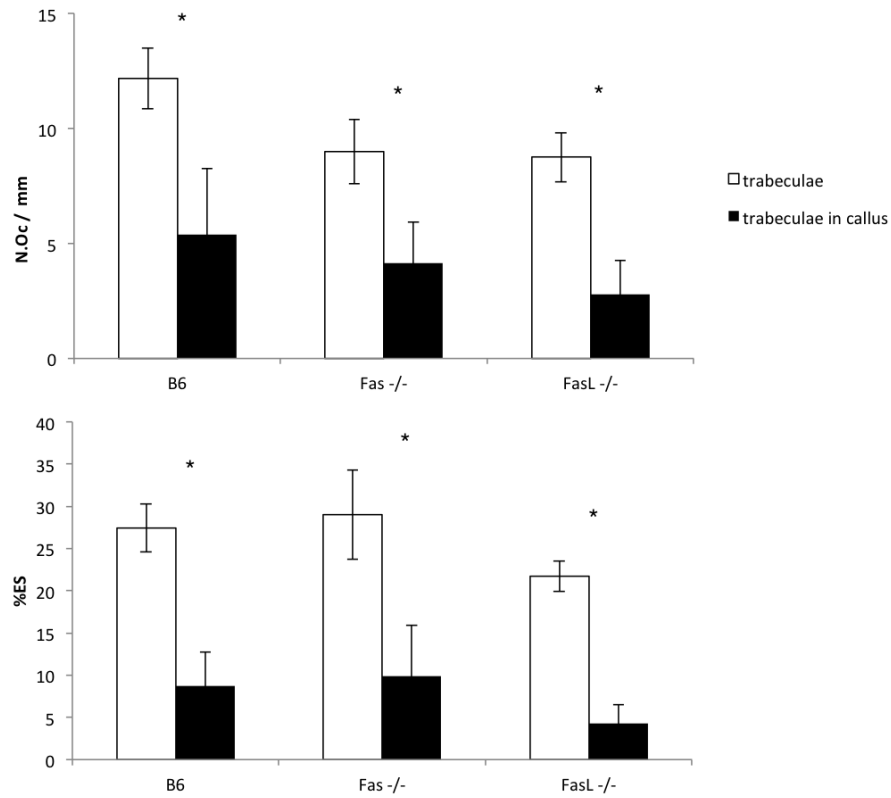 15
*
*
*
10
N.Oc / mm
5
0
B6
Fas -/-
FasL -/-
trabeculae
trabeculae in callus
40
35
*
*
30
*
25
%ES
20
15
10
5
0
B6
Fas -/-
FasL -/-